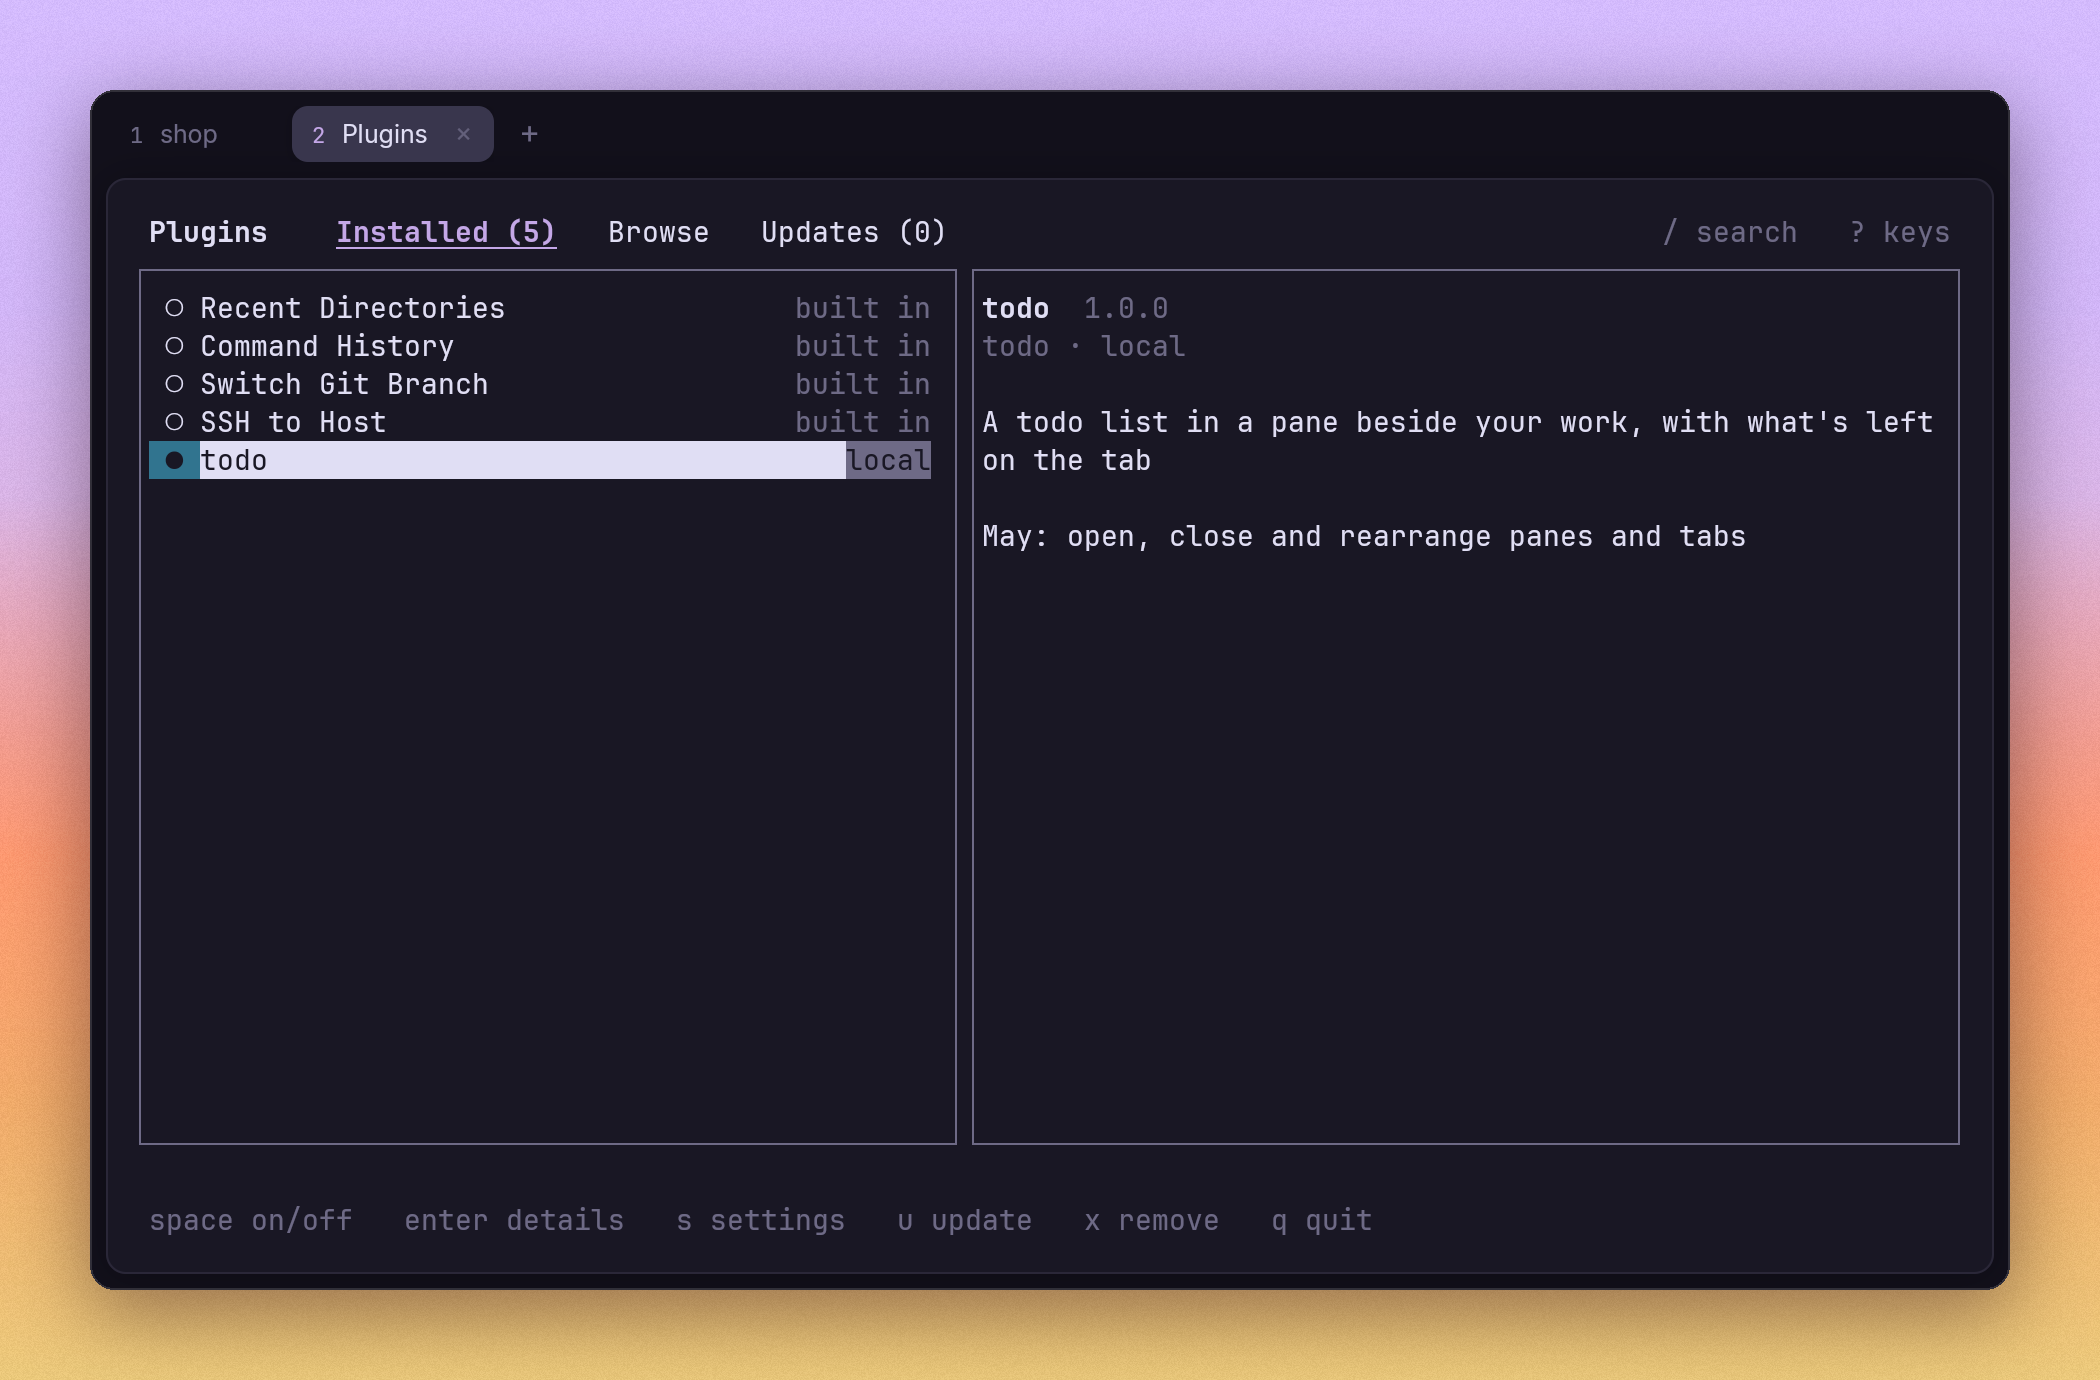 1 shop 2 Plugins × +
Plugins Installed (5) Browse Updates (0) / search ? keys
○ Recent Directories built in
○ Command History built in
○ Switch Git Branch built in
○ SSH to Host built in
● todo local
todo 1.0.0
todo · local
A todo list in a pane beside your work, with what's left
on the tab
May: open, close and rearrange panes and tabs
space on/off enter details s settings u update x remove q quit